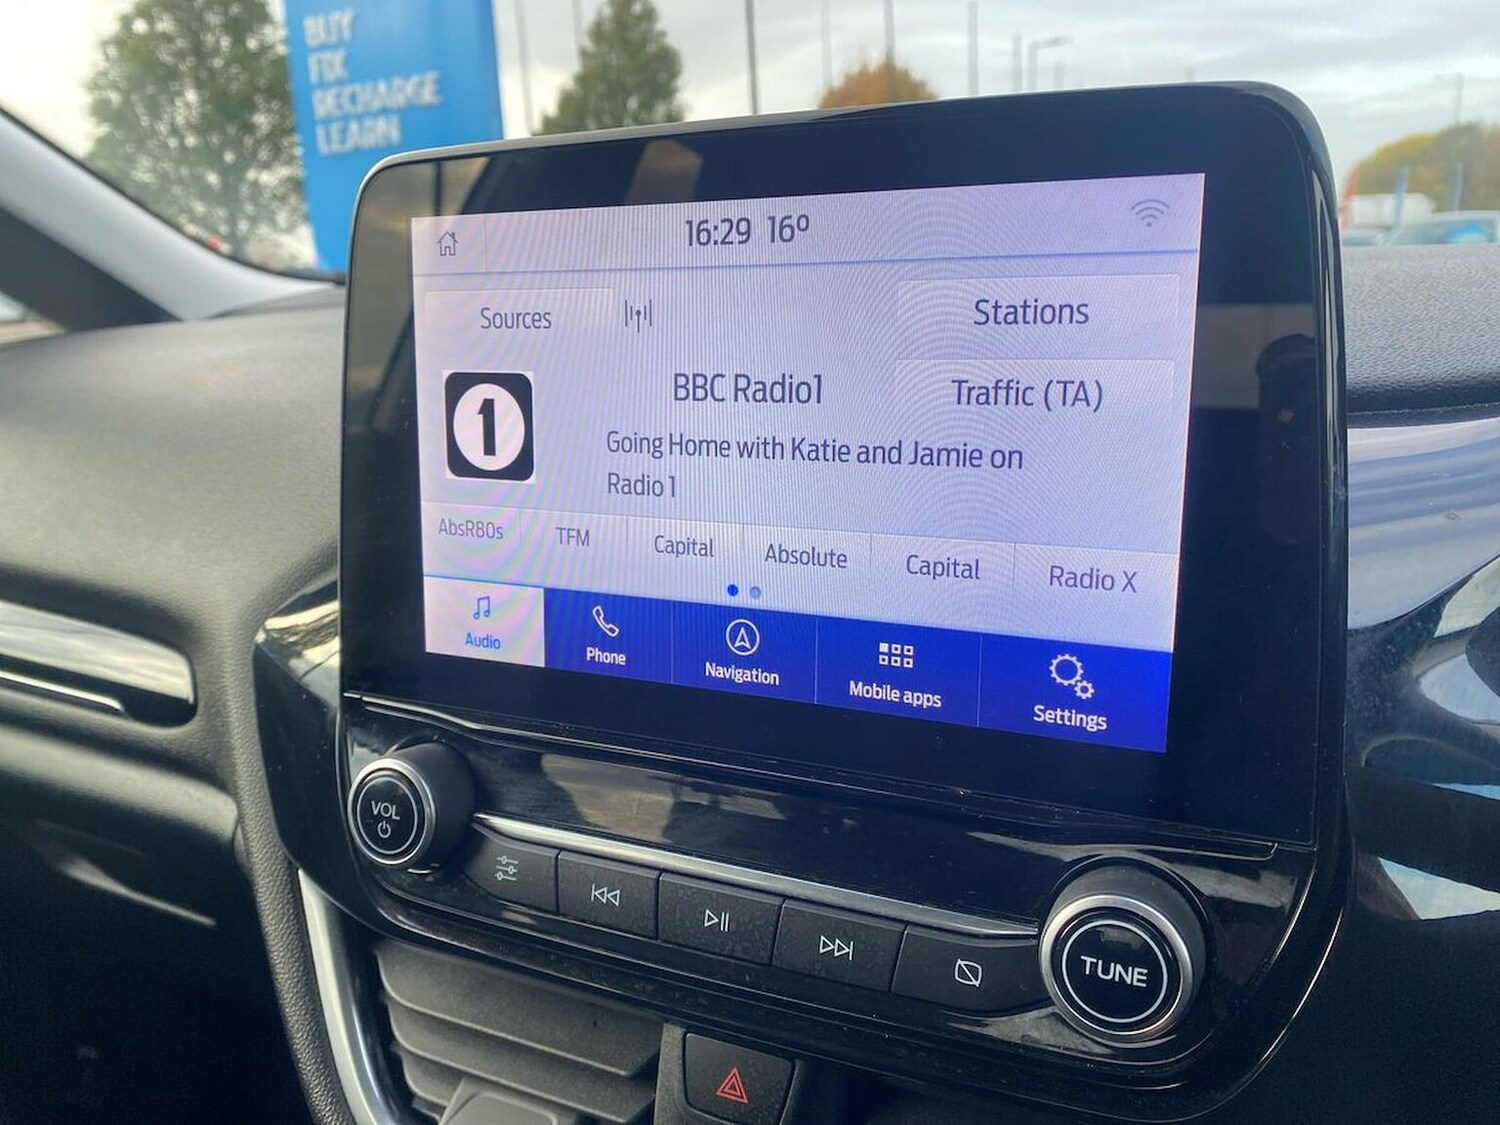 BUY
FIX
RECHARGE
LEARN
16:29 16º
Sources
Stations
1
BBC Radio1
Traffic (TA)
Going Home with Katie and Jamie on
Radio 1
AbsR80s TFM Capital Absolute Capital Radio X
Audio Phone Navigation Mobile apps Settings
VOL
TUNE